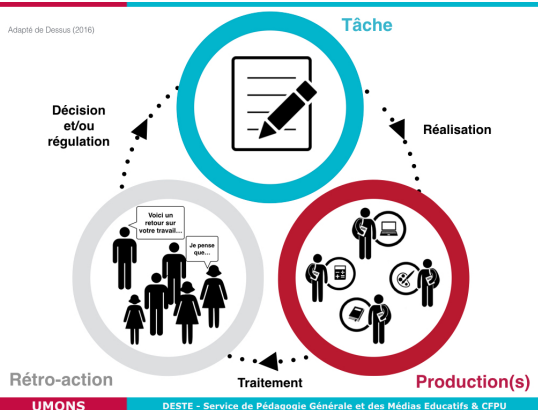 Adapté de Dessus (2016)
Tâche
Décision
et/ou
régulation
Réalisation
Voici un
retour sur
votre travail...
Je pense
que...
Rétro-action
Traitement
Production(s)
UMONS
DESTE - Service de Pédagogie Générale et des Médias Educatifs & CFPU